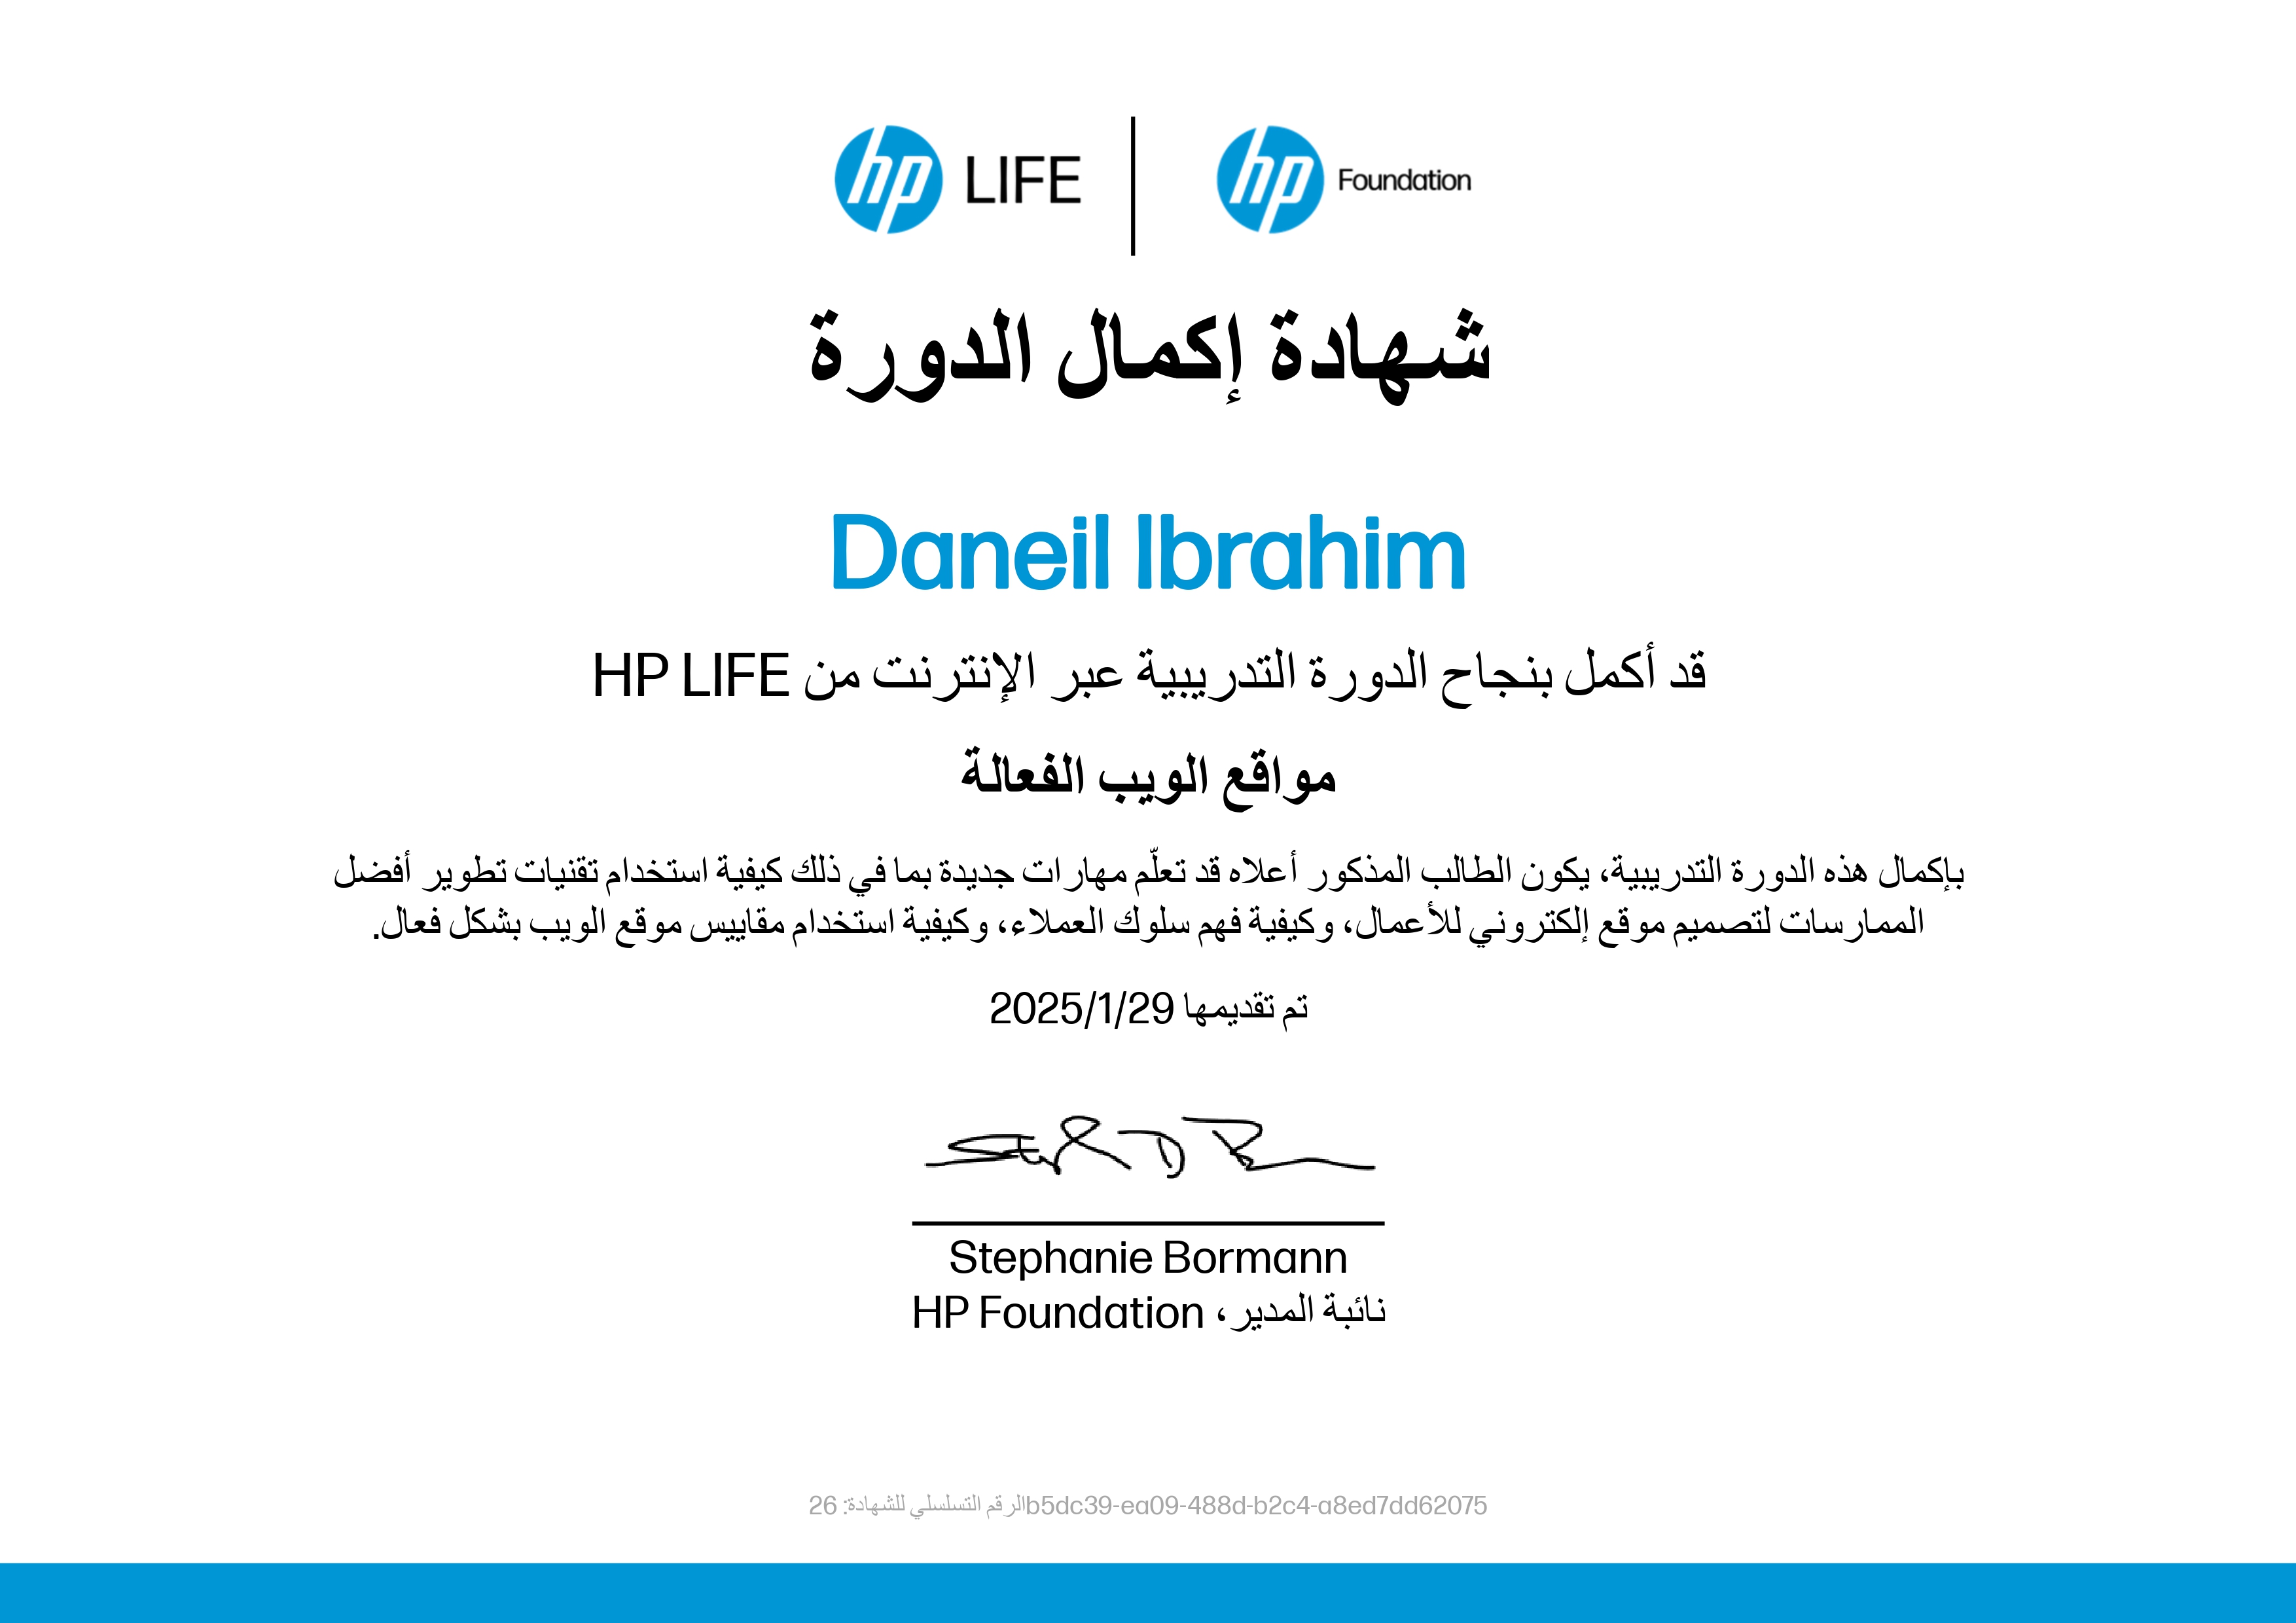 hp LIFE | hp Foundation
شهادة إكمال الدورة
Daneil Ibrahim
قد أكمل بنجاح الدورة التدريبية عبر الإنترنت من HP LIFE
مواقع الويب الفعالة
بإكمال هذه الدورة التدريبية، يكون الطالب المذكور أعلاه قد تعلّم مهارات جديدة بما في ذلك كيفية استخدام تقنيات تطوير أفضل
الممارسات لتصميم موقع إلكتروني للأعمال، وكيفية فهم سلوك العملاء، وكيفية استخدام مقاييس موقع الويب بشكل فعال.
تم تقديمها 2025/1/29
Stephanie Bormann
نائبة المدير، HP Foundation
الرقم التسلسلي للشهادة: 26b5dc39-ea09-488d-b2c4-a8ed7dd62075